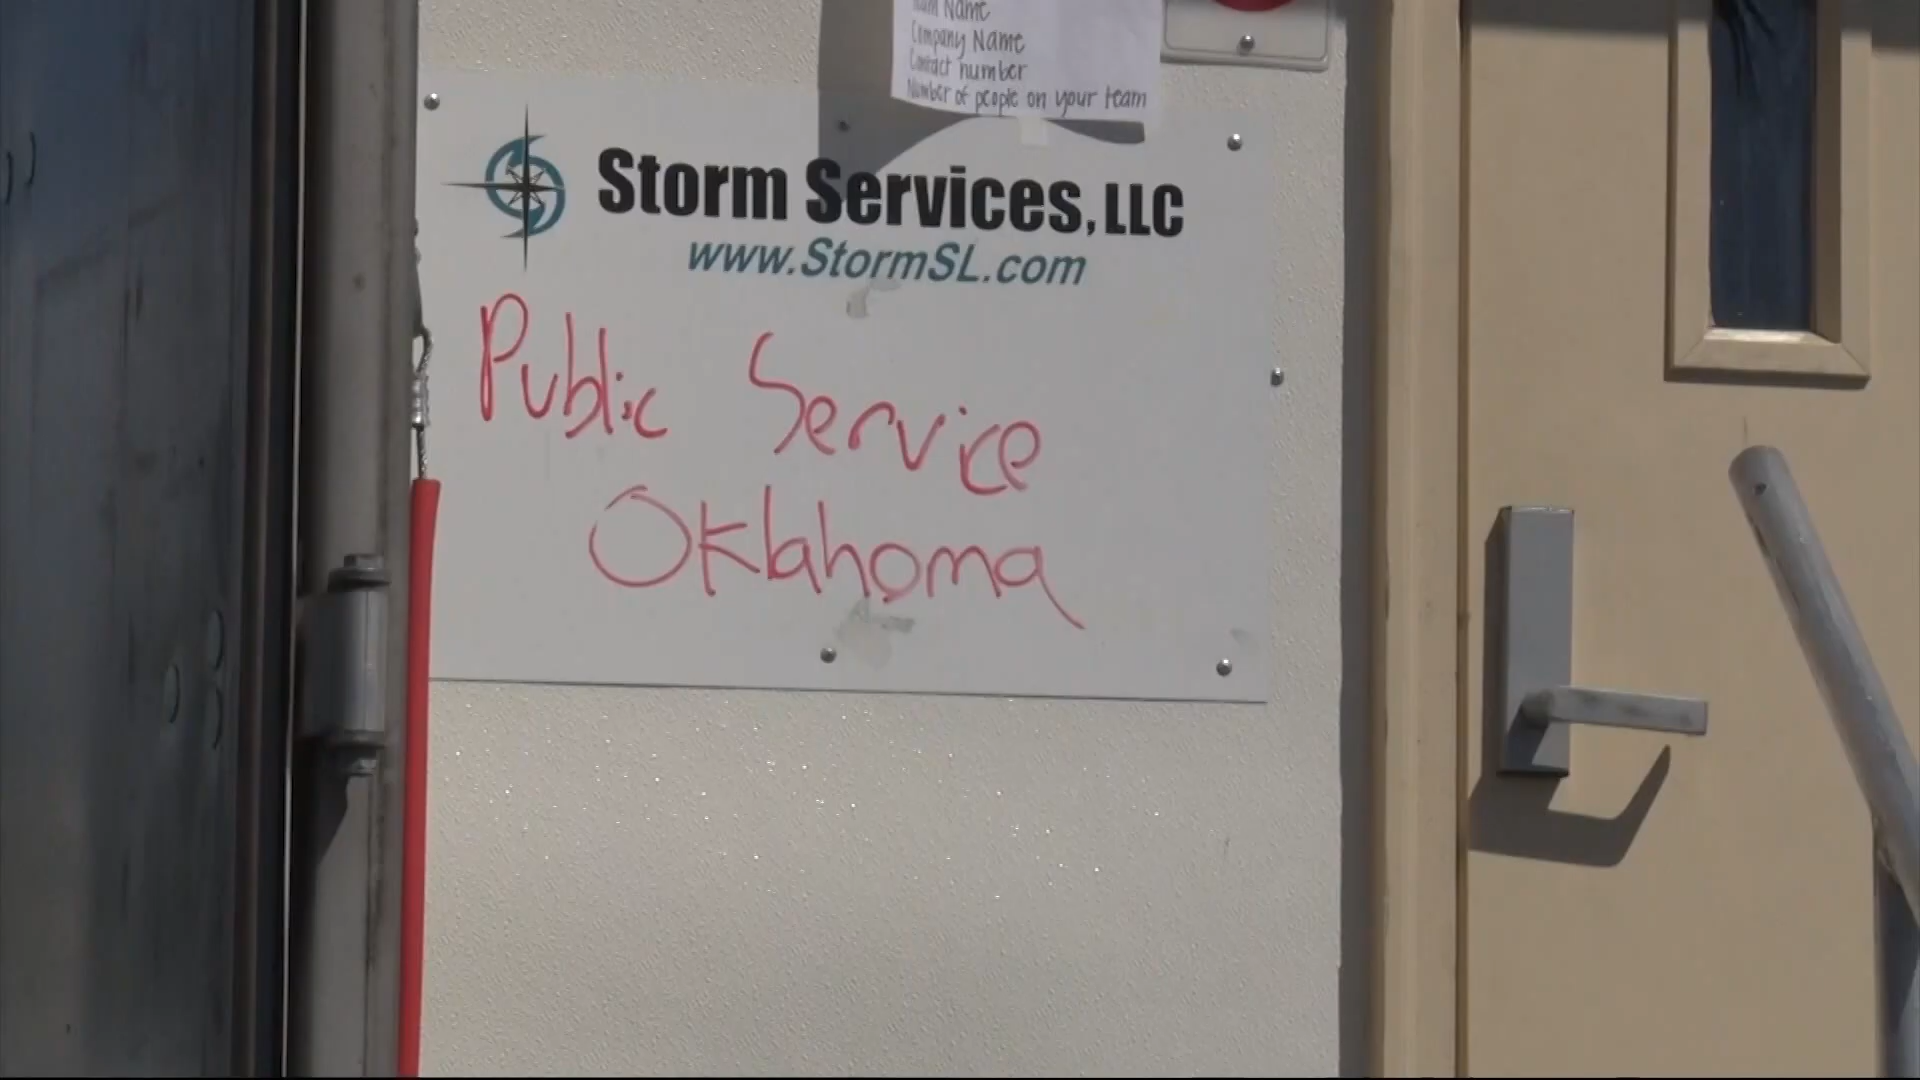 Name
Company Name
Contact number
Number of people on your team
Storm Services, LLC
www.StormSL.com
Public Service
Oklahoma